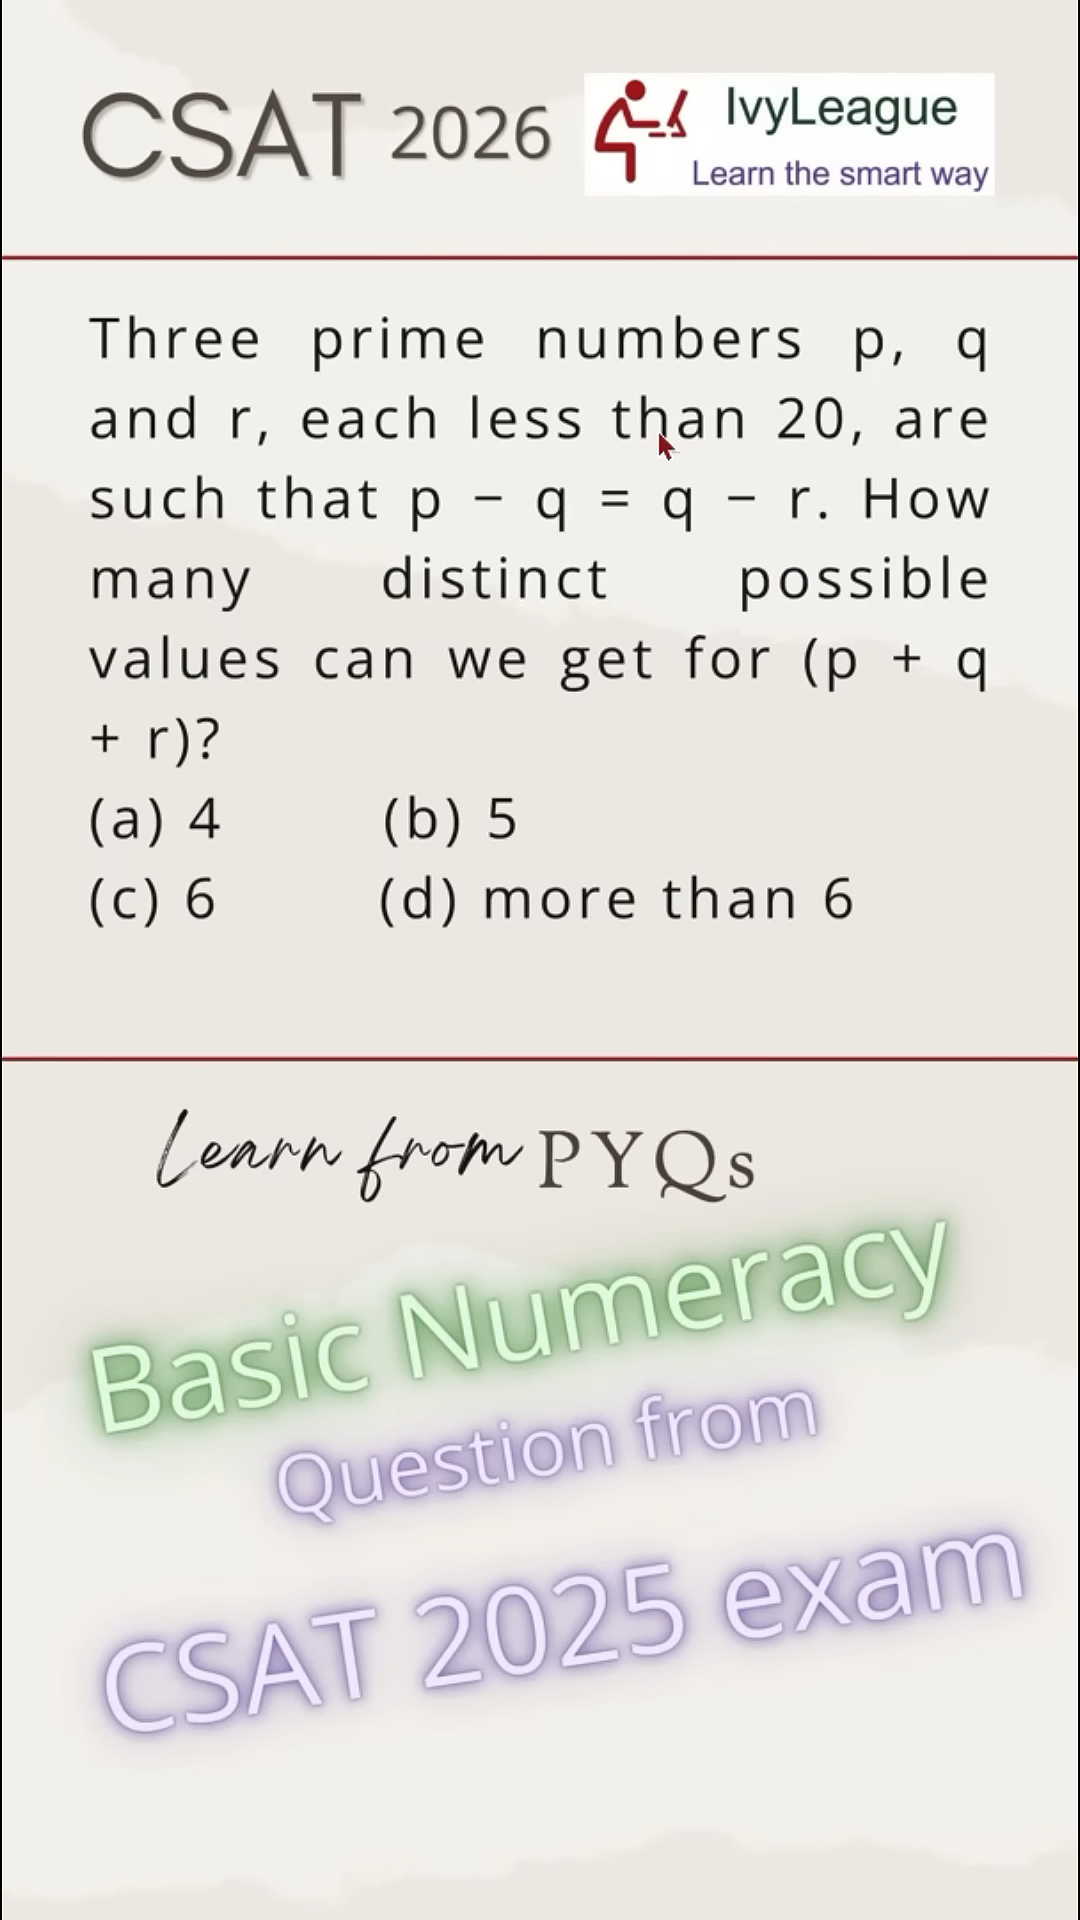 CSAT 2026
IvyLeague
Learn the smart way
Three prime numbers p, q
and r, each less than 20, are
such that p − q = q − r. How
many distinct possible
values can we get for (p + q
+ r)?
(a) 4 (b) 5
(c) 6 (d) more than 6
Learn from PYQs
Basic Numeracy
Question from
CSAT 2025 exam